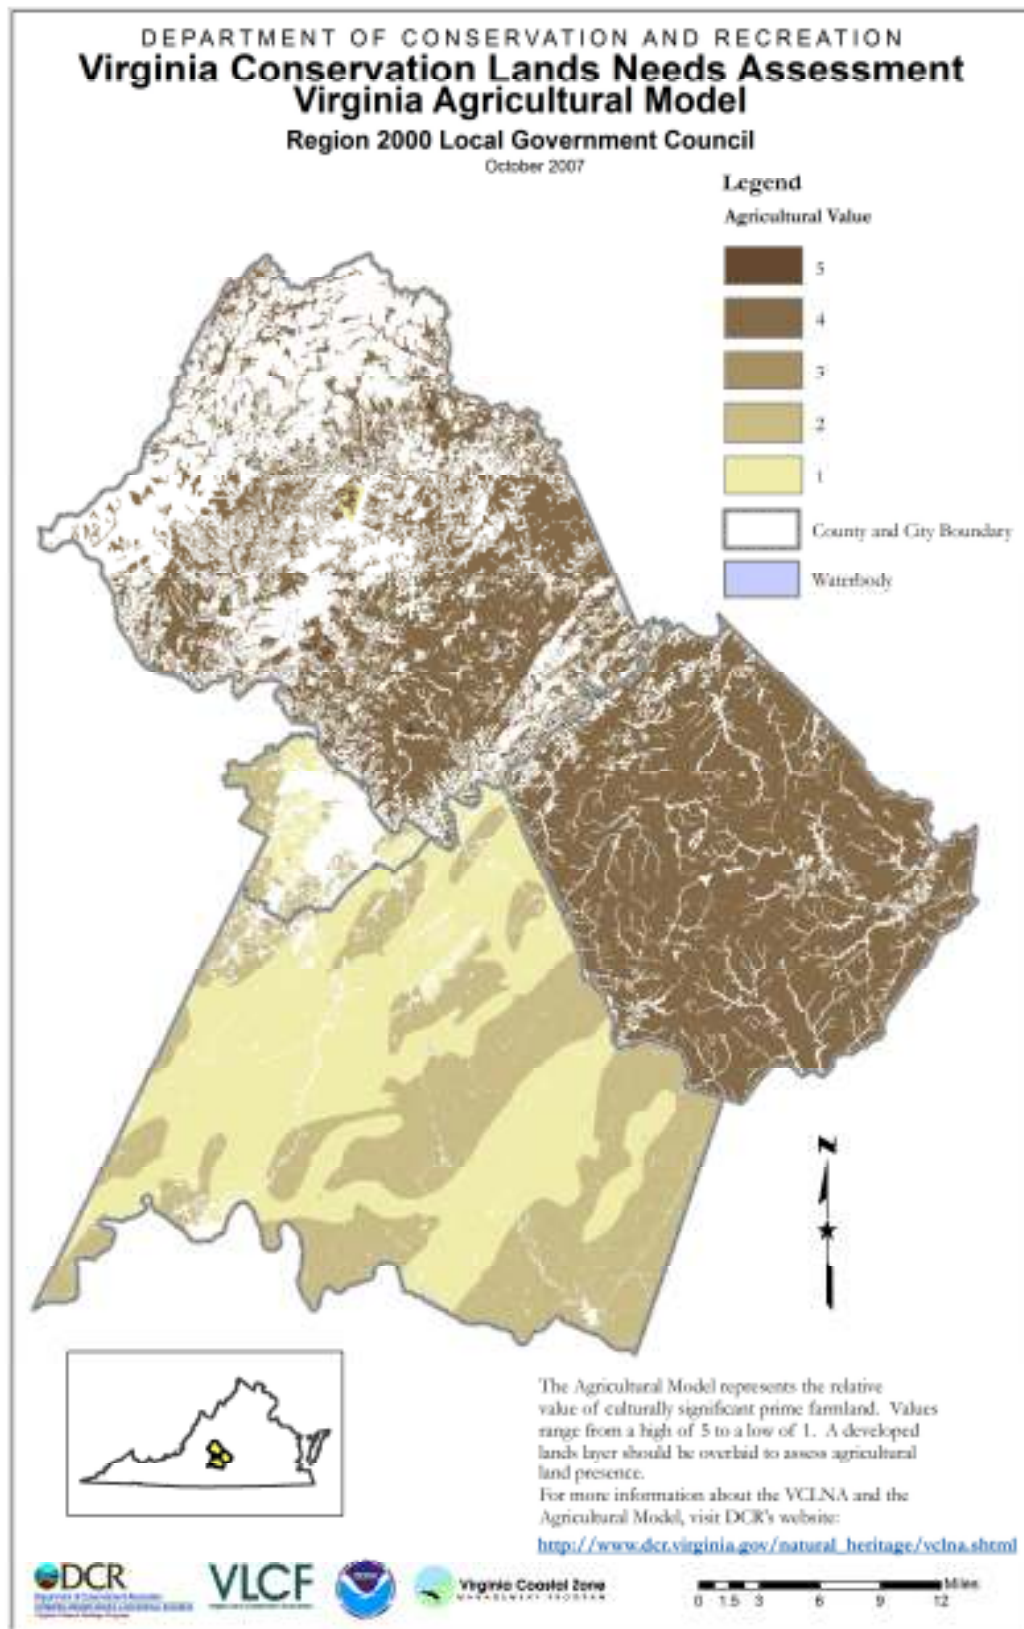 DEPARTMENT OF CONSERVATION AND RECREATION
Virginia Conservation Lands Needs Assessment
Virginia Agricultural Model
Region 2000 Local Government Council
October 2007
Legend
Agricultural Value
5
4
3
2
1
County and City Boundary
Waterbody
N
The Agricultural Model represents the relative
value of culturally significant prime farmland. Values
range from a high of 5 to a low of 1. A developed
lands layer should be overlaid to assess agricultural
land presence.
For more information about the VCLNA and the
Agricultural Model, visit DCR's website:
http://www.dcr.virginia.gov/natural_heritage/vclna.shtml
DCR
VLCF
Virginia Coastal Zone
MANAGEMENT PROGRAM
Miles
0 1.5 3 6 9 12